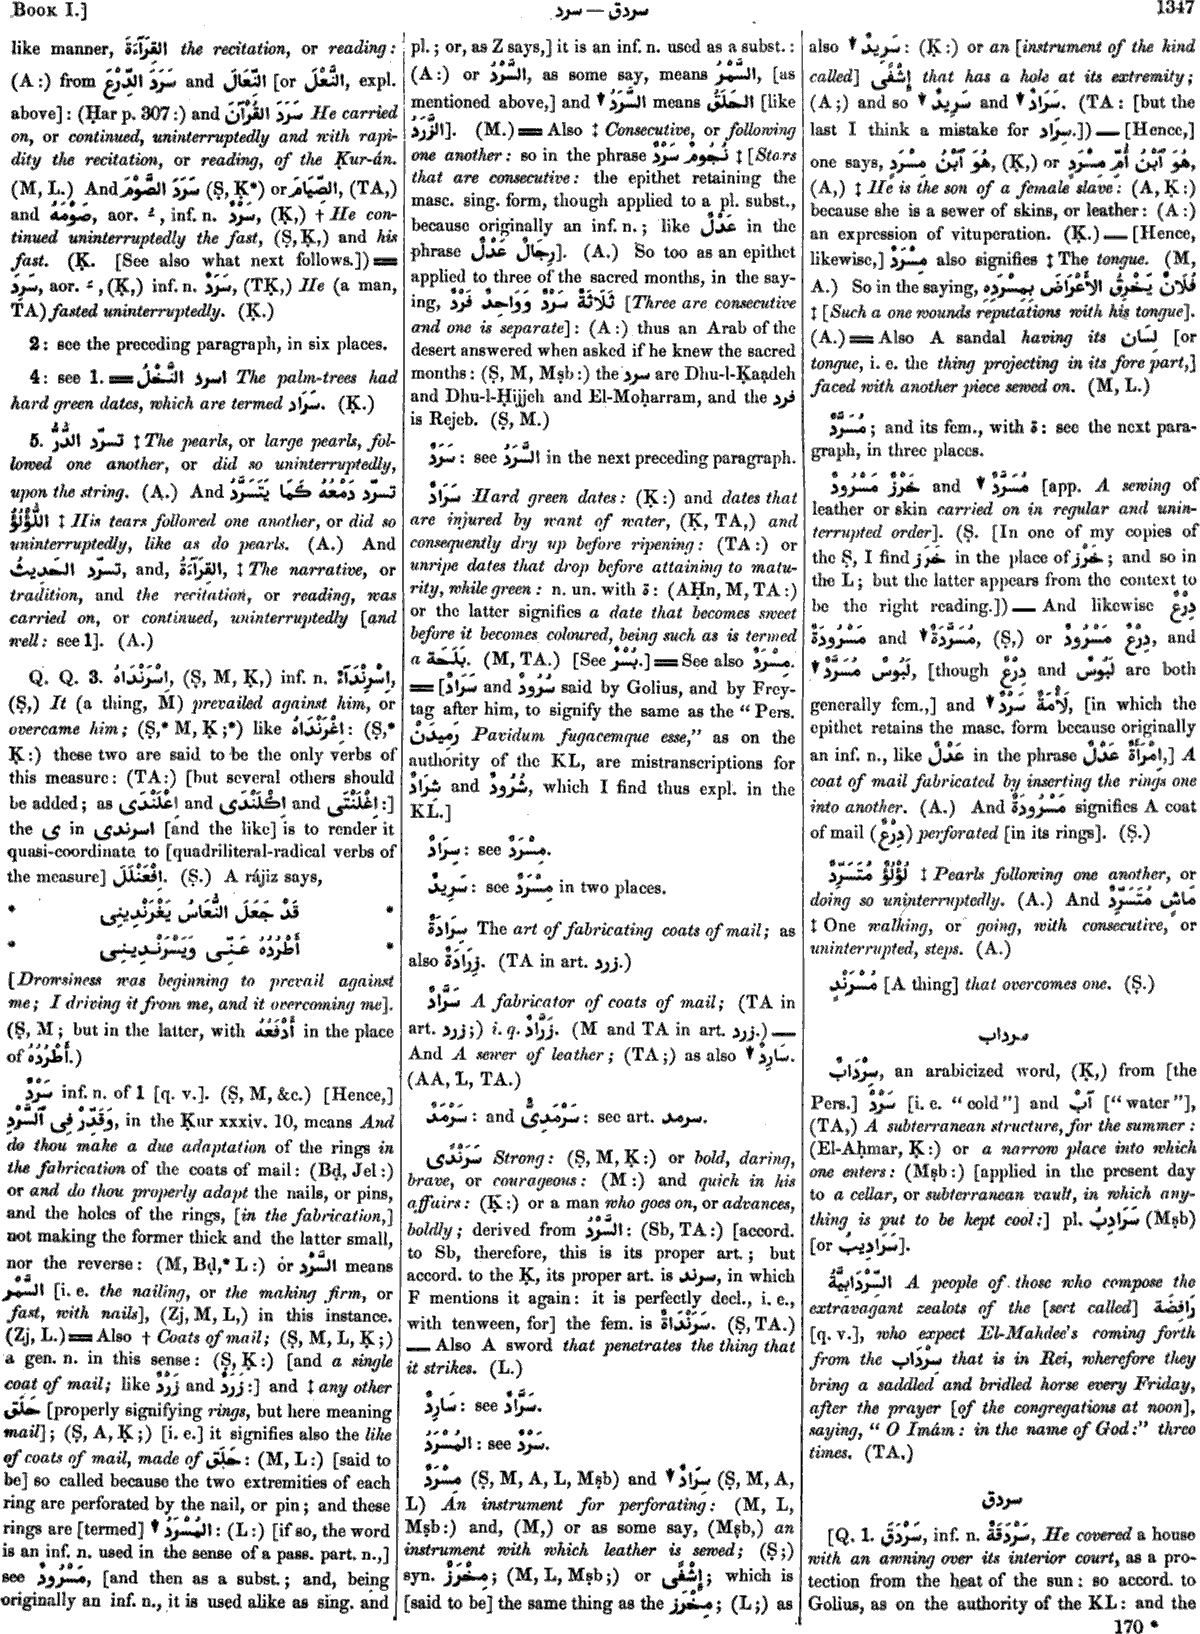 Book I.]
سردق — سرد
1347
like manner, القِرَآءَةَ the recitation, or reading:
(A:) from سَرَدَ الدِّرْعَ and النِّعَالَ [or النَّعْلَ, expl.
above]: (Ḥar p. 307:) and سَرَدَ القُرْآنَ He carried
on, or continued, uninterruptedly and with rapi-
dity the recitation, or reading, of the Ḳur-án.
(M, L.) And سَرَدَ الصَّوْمَ (Ṣ, Ḳ*) or الصِّيَامَ, (TA,)
and صَوْمَهُ, aor. ـُ, inf. n. سَرْدٌ, (Ḳ,) † He con-
tinued uninterruptedly the fast, (Ṣ, Ḳ,) and his
fast. (Ḳ. [See also what next follows.]) ＝
سَرِدَ, aor. ـَ, (Ḳ,) inf. n. سَرَدٌ, (TḲ,) He (a man,
TA) fasted uninterruptedly. (Ḳ.)
2: see the preceding paragraph, in six places.
4: see 1. ＝ اسرد النَّخْلُ The palm-trees had
hard green dates, which are termed سَرَاد. (Ḳ.)
5. تسرّد الدُّرُّ ‡ The pearls, or large pearls, fol-
lowed one another, or did so uninterruptedly,
upon the string. (A.) And تسرّد دَمْعُهُ كَمَا يَتَسَرَّدُ
اللُّؤْلُؤُ ‡ His tears followed one another, or did so
uninterruptedly, like as do pearls. (A.) And
تسرّد الحَدِيثُ, and, القِرَآءَةُ, ‡ The narrative, or
tradition, and the recitation, or reading, was
carried on, or continued, uninterruptedly [and
well: see 1]. (A.)
Q. Q. 3. اِسْرَنْدَاهُ, (Ṣ, M, Ḳ,) inf. n. اِسْرِنْدَآءٌ,
(Ṣ,) It (a thing, M) prevailed against him, or
overcame him; (Ṣ,* M, Ḳ;*) like اِغْرَنْدَاهُ: (Ṣ,*
Ḳ:) these two are said to be the only verbs of
this measure: (TA:) [but several others should
be added; as اِعْلَنْدَى and اِكْلَنْدَى and اِغْلَنْتَى:]
the ى in اسرندى [and the like] is to render it
quasi-coordinate to [quadriliteral-radical verbs of
the measure] اِفْعَنْلَلَ. (Ṣ.) A rájiz says,
* قَدْ جَعَلَ النُّعَاسُ يَغْرَنْدِينِى *
* أَطْرُدُهُ عَنِّى وَيَسْرَنْدِينِى *
[Drowsiness was beginning to prevail against
me; I driving it from me, and it overcoming me].
(Ṣ, M; but in the latter, with أَدْفَعُهُ in the place
of أَطْرُدُهُ.)
سَرْدٌ inf. n. of 1 [q. v.]. (Ṣ, M, &c.) [Hence,]
وَقَدِّرْ فِى ٱلسَّرْدِ, in the Ḳur xxxiv. 10, means And
do thou make a due adaptation of the rings in
the fabrication of the coats of mail: (Bḍ, Jel:)
or and do thou properly adapt the nails, or pins,
and the holes of the rings, [in the fabrication,]
not making the former thick and the latter small,
nor the reverse: (M, Bḍ,* L:) or السَّرْد means
السَّمْر [i. e. the nailing, or the making firm, or
fast, with nails], (Zj, M, L,) in this instance.
(Zj, L.) ＝ Also † Coats of mail; (Ṣ, M, L, Ḳ;)
a gen. n. in this sense: (Ṣ, Ḳ:) [and a single
coat of mail; like زَرَدٌ and زَرْدٌ:] and ‡ any other
حَلَق [properly signifying rings, but here meaning
mail]; (Ṣ, A, Ḳ;) [i. e.] it signifies also the like
of coats of mail, made of حَلَق: (M, L:) [said to
be] so called because the two extremities of each
ring are perforated by the nail, or pin; and these
rings are [termed] ▼ المِسْرَدُ: (L:) [if so, the word
is an inf. n. used in the sense of a pass. part. n.,]
see مَسْرُودٌ, [and then as a subst.; and, being
originally an inf. n., it is used alike as sing. and
pl.; or, as Z says,] it is an inf. n. used as a subst.:
(A:) or السَّرْدُ, as some say, means السَّمْرُ, [as
mentioned above,] and ▼ السَّرَدُ means الحَلَقُ [like
الزَّرَدُ]. (M.) ＝ Also ‡ Consecutive, or following
one another: so in the phrase نُجُومٌ سَرْدٌ ‡ [Stars
that are consecutive: the epithet retaining the
masc. sing. form, though applied to a pl. subst.,
because originally an inf. n.; like عَدْلٌ in the
phrase رِجَالٌ عَدْلٌ]. (A.) So too as an epithet
applied to three of the sacred months, in the say-
ing, ثَلَاثَةٌ سَرْدٌ وَوَاحِدٌ فَرْدٌ [Three are consecutive
and one is separate]: (A:) thus an Arab of the
desert answered when asked if he knew the sacred
months: (Ṣ, M, Mṣb:) the سرد are Dhu-l-Ḳaạdeh
and Dhu-l-Ḥijjeh and El-Moḥarram, and the فرد
is Rejeb. (Ṣ, M.)
سَرَدٌ: see السَّرَدُ in the next preceding paragraph.
سَرَادٌ Hard green dates: (Ḳ:) and dates that
are injured by want of water, (Ḳ, TA,) and
consequently dry up before ripening: (TA:) or
unripe dates that drop before attaining to matu-
rity, while green: n. un. with ة: (AḤn, M, TA:)
or the latter signifies a date that becomes sweet
before it becomes coloured, being such as is termed
a بَلَحَة. (M, TA.) [See بُسْرٌ.] ＝ See also مِسْرَدٌ.
＝ [سَرَادٌ and سُرُودٌ said by Golius, and by Frey-
tag after him, to signify the same as the "Pers.
رَمِيدَنْ Pavidum fugacemque esse," as on the
authority of the KL, are mistranscriptions for
شِرَادٌ and شُرُودٌ, which I find thus expl. in the
KL.]
سِرَادٌ: see مِسْرَدٌ.
سَرِيدٌ: see مِسْرَدٌ in two places.
سِرَادَةٌ The art of fabricating coats of mail; as
also زِرَادَةٌ. (TA in art. زرد.)
سَرَّادٌ A fabricator of coats of mail; (TA in
art. زرد;) i. q. زَرَّادٌ. (M and TA in art. زرد.) —
And A sewer of leather; (TA;) as also ▼ سَارِدٌ.
(AA, L, TA.)
سَرْمَدٌ: and سَرْمَدِىٌّ: see art. سرمد.
سَرَنْدًى Strong: (Ṣ, M, Ḳ:) or bold, daring,
brave, or courageous: (M:) and quick in his
affairs: (Ḳ:) or a man who goes on, or advances,
boldly; derived from السَّرْدُ: (Sb, TA:) [accord.
to Sb, therefore, this is its proper art.; but
accord. to the Ḳ, its proper art. is سرند, in which
F mentions it again: it is perfectly decl., i. e.,
with tenween, for] the fem. is سَرَنْدَاةٌ. (Ṣ, TA.)
— Also A sword that penetrates the thing that
it strikes. (L.)
سَارِدٌ: see سَرَّادٌ.
المِسْرَدُ: see سَرْدٌ.
مِسْرَدٌ (Ṣ, M, A, L, Mṣb) and ▼ سِرَادٌ (Ṣ, M, A,
L) An instrument for perforating: (M, L,
Mṣb:) and, (M,) or as some say, (Mṣb,) an
instrument with which leather is sewed; (Ṣ;)
syn. مِخْرَزٌ; (M, L, Mṣb;) or إِشْفًى; which is
[said to be] the same thing as the مِخْرَز; (L;) as
also ▼ سَرِيدٌ: (Ḳ:) or an [instrument of the kind
called] إِشْفًى that has a hole at its extremity;
(A;) and so ▼ سَرِيدٌ and ▼ سَرَادٌ. (TA: [but the
last I think a mistake for سِرَاد.]) — [Hence,]
one says, هُوَ ٱبْنُ مِسْرَدٍ, (Ḳ,) or هُوَ ٱبْنُ أُمِّ مِسْرَدٍ,
(A,) ‡ He is the son of a female slave: (A, Ḳ:)
because she is a sewer of skins, or leather: (A:)
an expression of vituperation. (Ḳ.) — [Hence,
likewise,] مِسْرَدٌ also signifies ‡ The tongue. (M,
A.) So in the saying, فُلَانٌ يَخْرِقُ الأَعْرَاضَ بِمِسْرَدِهِ
‡ [Such a one wounds reputations with his tongue].
(A.) ＝ Also A sandal having its لِسَان [or
tongue, i. e. the thing projecting in its fore part,]
faced with another piece sewed on. (M, L.)
مُسَرَّدٌ; and its fem., with ة: see the next para-
graph, in three places.
خَرْزٌ مَسْرُودٌ and ▼ مُسَرَّدٌ [app. A sewing of
leather or skin carried on in regular and unin-
terrupted order]. (Ṣ. [In one of my copies of
the Ṣ, I find خَرَز in the place of خَرْز; and so in
the L; but the latter appears from the context to
be the right reading.]) — And likewise دِرْعٌ
مَسْرُودَةٌ and ▼ مُسَرَّدَةٌ, (Ṣ,) or دِرْعٌ مَسْرُودٌ, and
▼ لَبُوسٌ مُسَرَّدٌ, [though دِرْعٌ and لَبُوسٌ are both
generally fem.,] and ▼ لَأْمَةٌ سَرْدٌ, [in which the
epithet retains the masc. form because originally
an inf. n., like عَدْلٌ in the phrase اِمْرَأَةٌ عَدْلٌ,] A
coat of mail fabricated by inserting the rings one
into another. (A.) And مَسْرُودَةٌ signifies A coat
of mail (دِرْعٌ) perforated [in its rings]. (Ṣ.)
لُؤْلُؤٌ مُتَسَرِّدٌ ‡ Pearls following one another, or
doing so uninterruptedly. (A.) And مَاشٍ مُتَسَرِّدٌ
‡ One walking, or going, with consecutive, or
uninterrupted, steps. (A.)
مُسْرَنْدٍ [A thing] that overcomes one. (Ṣ.)
سرداب
سِرْدَابٌ, an arabicized word, (Ḳ,) from [the
Pers.] سَرْدْ [i. e. "cold"] and آبْ ["water"],
(TA,) A subterranean structure, for the summer:
(El-Aḥmar, Ḳ:) or a narrow place into which
one enters: (Mṣb:) [applied in the present day
to a cellar, or subterranean vault, in which any-
thing is put to be kept cool:] pl. سَرَادِبُ (Mṣb)
[or سَرَادِيبُ].
السِّرْدَابِيَّةُ A people of those who compose the
extravagant zealots of the [sect called] رَافِضَة
[q. v.], who expect El-Mahdee's coming forth
from the سِرْدَاب that is in Rei, wherefore they
bring a saddled and bridled horse every Friday,
after the prayer [of the congregations at noon],
saying, "O Imám: in the name of God:" three
times. (TA.)
سردق
[Q. 1. سَرْدَقَ, inf. n. سَرْدَقَةٌ, He covered a house
with an awning over its interior court, as a pro-
tection from the heat of the sun: so accord. to
Golius, as on the authority of the KL: and the
170 *